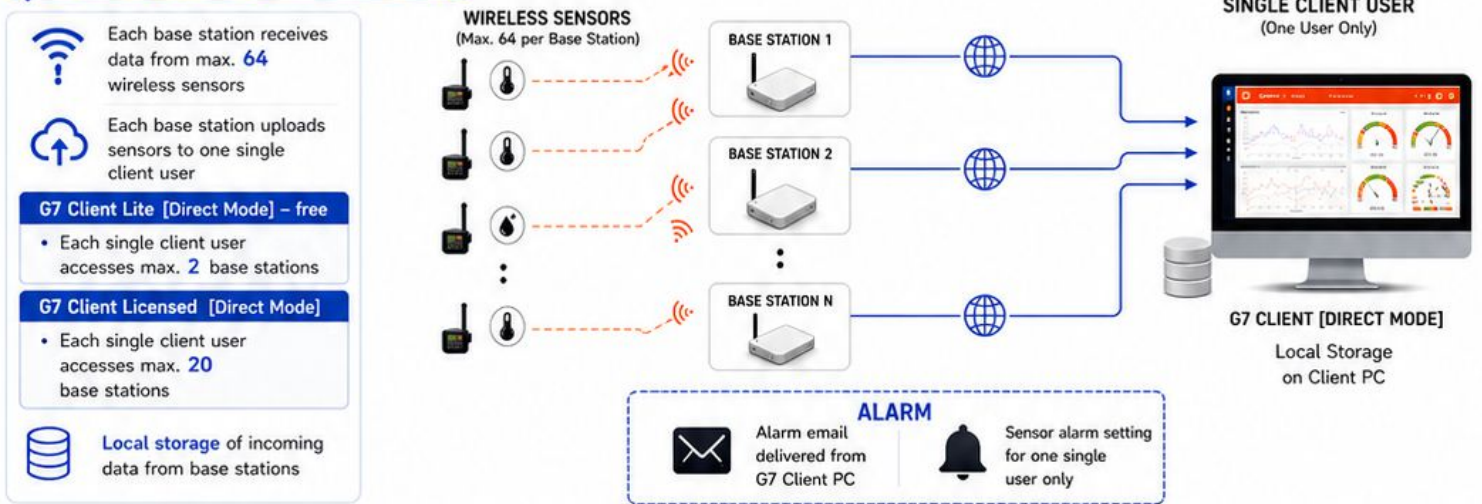 Each base station receives
data from max. 64
wireless sensors
Each base station uploads
sensors to one single
client user
G7 Client Lite [Direct Mode] – free
• Each single client user
accesses max. 2 base stations
G7 Client Licensed [Direct Mode]
• Each single client user
accesses max. 20
base stations
Local storage of incoming
data from base stations
WIRELESS SENSORS
(Max. 64 per Base Station)
BASE STATION 1
BASE STATION 2
BASE STATION N
SINGLE CLIENT USER
(One User Only)
G7 CLIENT [DIRECT MODE]
Local Storage
on Client PC
ALARM
Alarm email
delivered from
G7 Client PC
Sensor alarm setting
for one single
user only